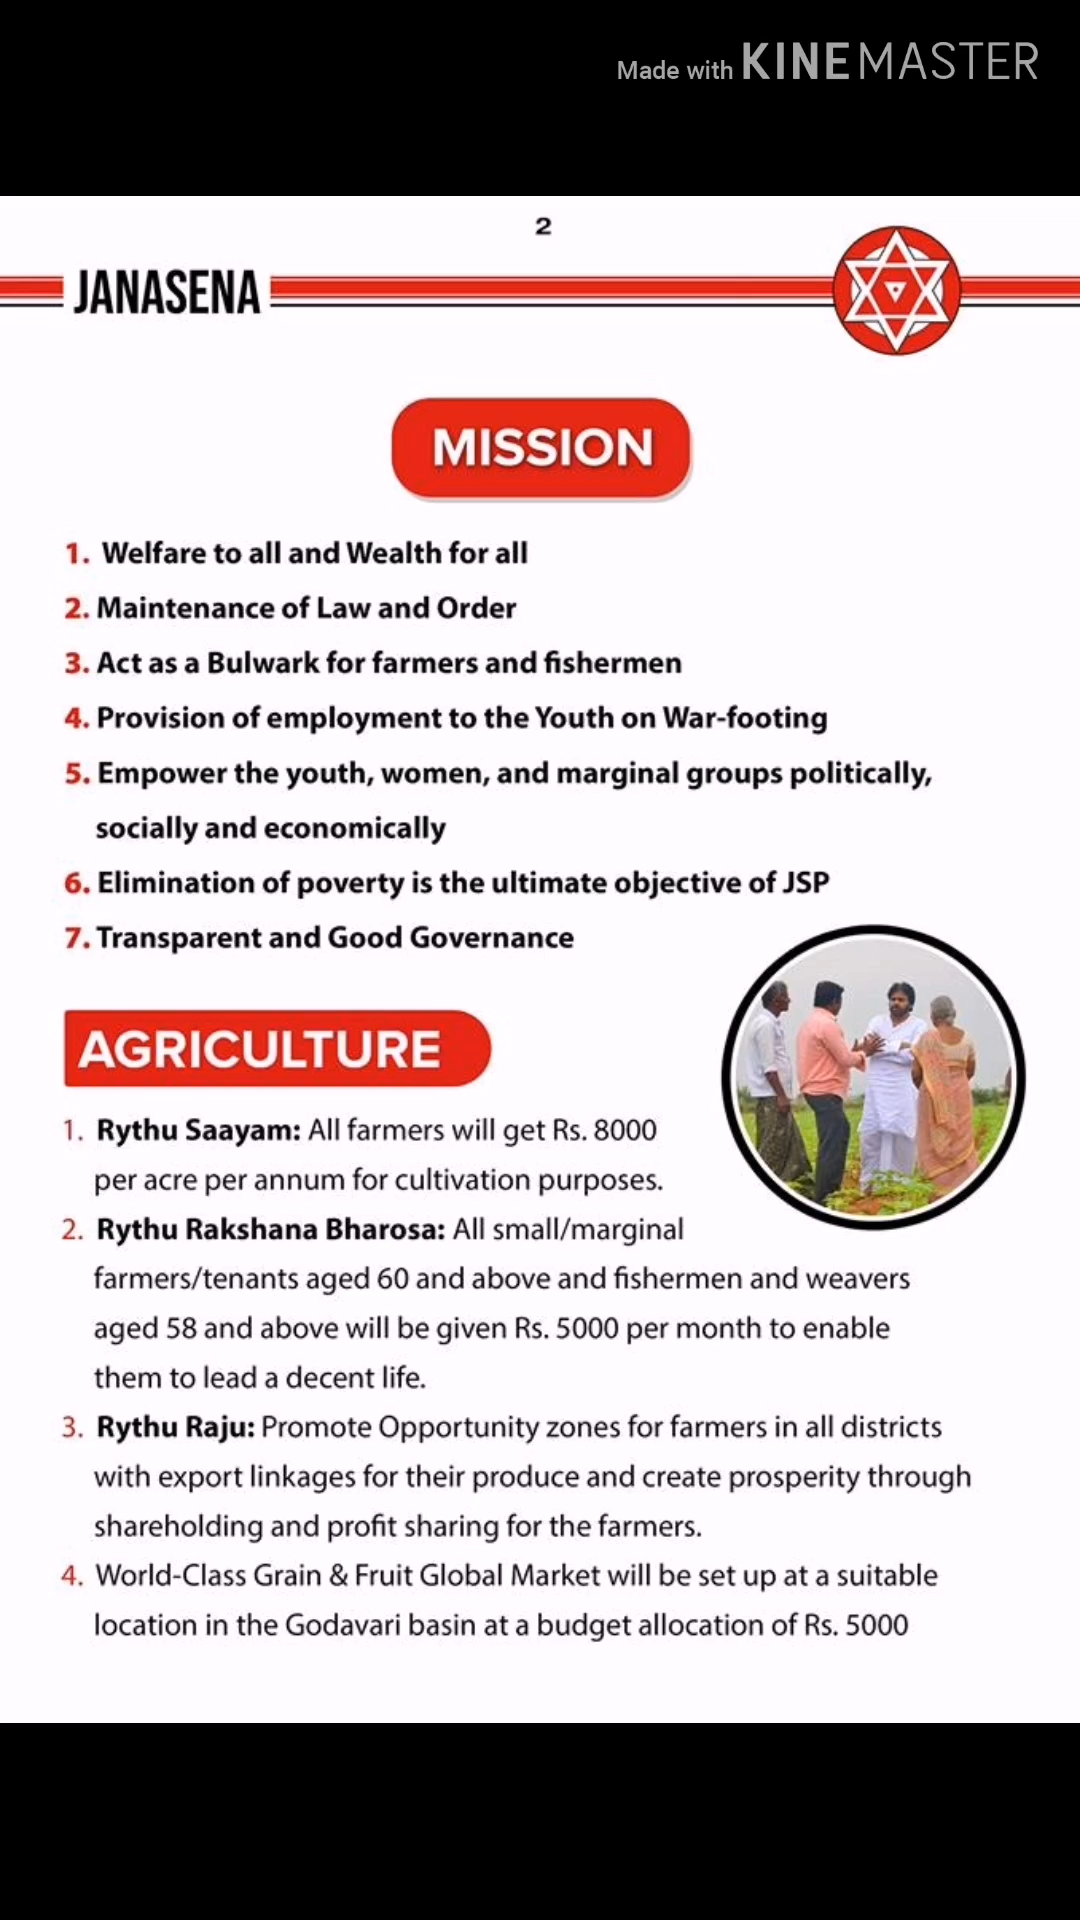 Made with KINEMASTER
2
JANASENA
MISSION
1. Welfare to all and Wealth for all
2. Maintenance of Law and Order
3. Act as a Bulwark for farmers and fishermen
4. Provision of employment to the Youth on War-footing
5. Empower the youth, women, and marginal groups politically,
socially and economically
6. Elimination of poverty is the ultimate objective of JSP
7. Transparent and Good Governance
AGRICULTURE
1. Rythu Saayam: All farmers will get Rs. 8000
per acre per annum for cultivation purposes.
2. Rythu Rakshana Bharosa: All small/marginal
farmers/tenants aged 60 and above and fishermen and weavers
aged 58 and above will be given Rs. 5000 per month to enable
them to lead a decent life.
3. Rythu Raju: Promote Opportunity zones for farmers in all districts
with export linkages for their produce and create prosperity through
shareholding and profit sharing for the farmers.
4. World-Class Grain & Fruit Global Market will be set up at a suitable
location in the Godavari basin at a budget allocation of Rs. 5000